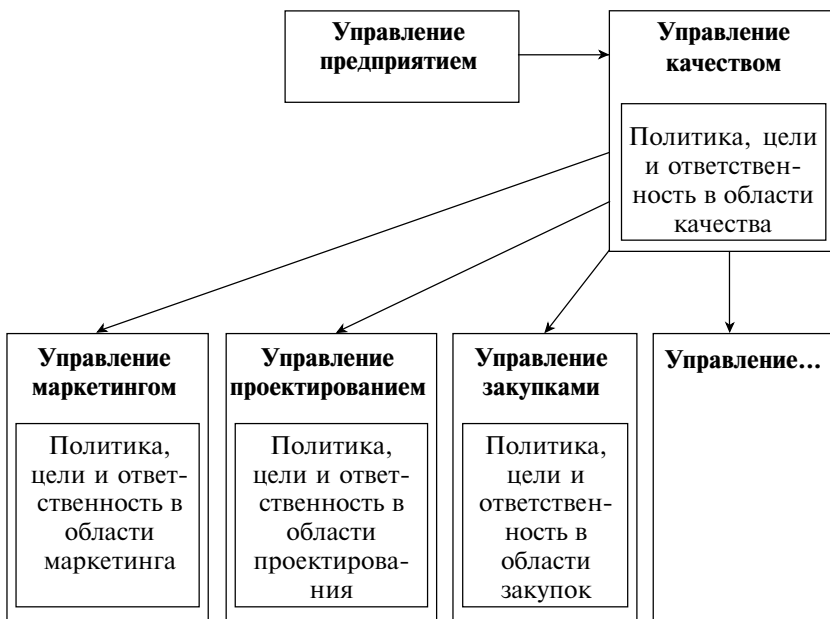 Управление
предприятием
Управление
качеством
Политика, цели
и ответствен-
ность в области
качества
Управление
маркетингом
Политика,
цели и ответ-
ственность в
области
маркетинга
Управление
проектированием
Политика,
цели и ответ-
ственность в
области
проектирова-
ния
Управление
закупками
Политика,
цели и
ответствен-
ность в
области
закупок
Управление...